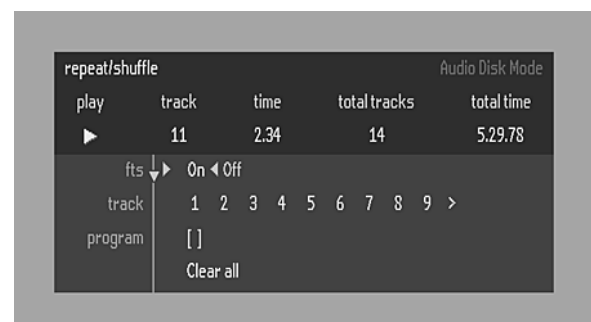 repeat/shuffle Audio Disk Mode
play track time total tracks total time
11 2.34 14 5.29.78
fts On Off
track 1 2 3 4 5 6 7 8 9 >
program [ ]
Clear all